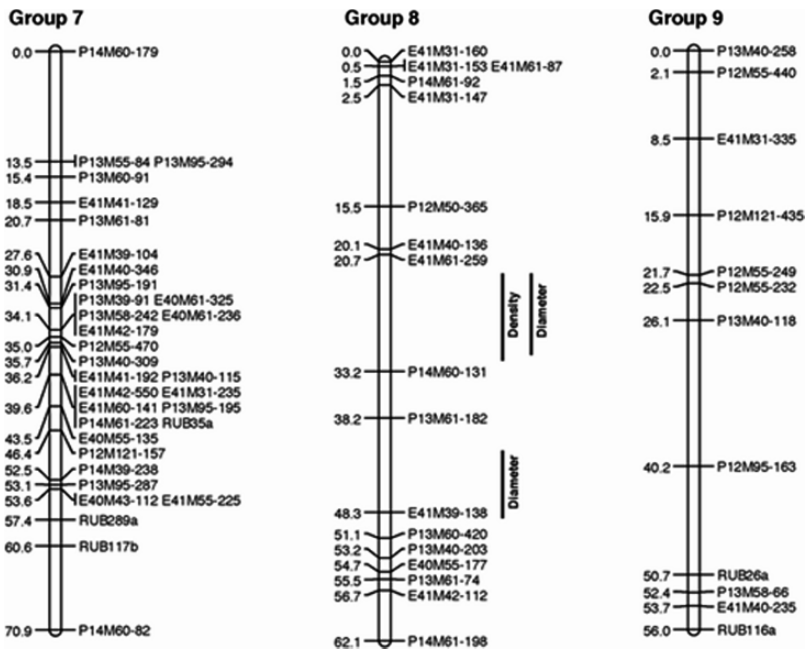 Group 7
0.0 P14M60-179
13.5 P13M55-84 P13M95-294
15.4 P13M60-91
18.5 E41M41-129
20.7 P13M61-81
27.6 E41M39-104
30.9 E41M40-346
31.4 P13M95-191
P13M39-91 E40M61-325
34.1 P13M58-242 E40M61-236
E41M42-179
35.0 P12M55-470
35.7 P13M40-309
36.2 E41M41-192 P13M40-115
E41M42-550 E41M31-235
39.6 E41M60-141 P13M95-195
P14M61-223 RUB35a
43.5 E40M55-135
46.4 P12M121-157
52.5 P14M39-238
53.1 P13M95-287
53.6 E40M43-112 E41M55-225
57.4 RUB289a
60.6 RUB117b
70.9 P14M60-82
Group 8
0.0 E41M31-160
0.5 E41M31-153 E41M61-87
1.5 P14M61-92
2.5 E41M31-147
15.5 P12M50-365
20.1 E41M40-136
20.7 E41M61-259
Density
Diameter
33.2 P14M60-131
38.2 P13M61-182
Diameter
48.3 E41M39-138
51.1 P13M60-420
53.2 P13M40-203
54.7 E40M55-177
55.5 P13M61-74
56.7 E41M42-112
62.1 P14M61-198
Group 9
0.0 P13M40-258
2.1 P12M55-440
8.5 E41M31-335
15.9 P12M121-435
21.7 P12M55-249
22.5 P12M55-232
26.1 P13M40-118
40.2 P12M95-163
50.7 RUB26a
52.4 P13M58-66
53.7 E41M40-235
56.0 RUB116a